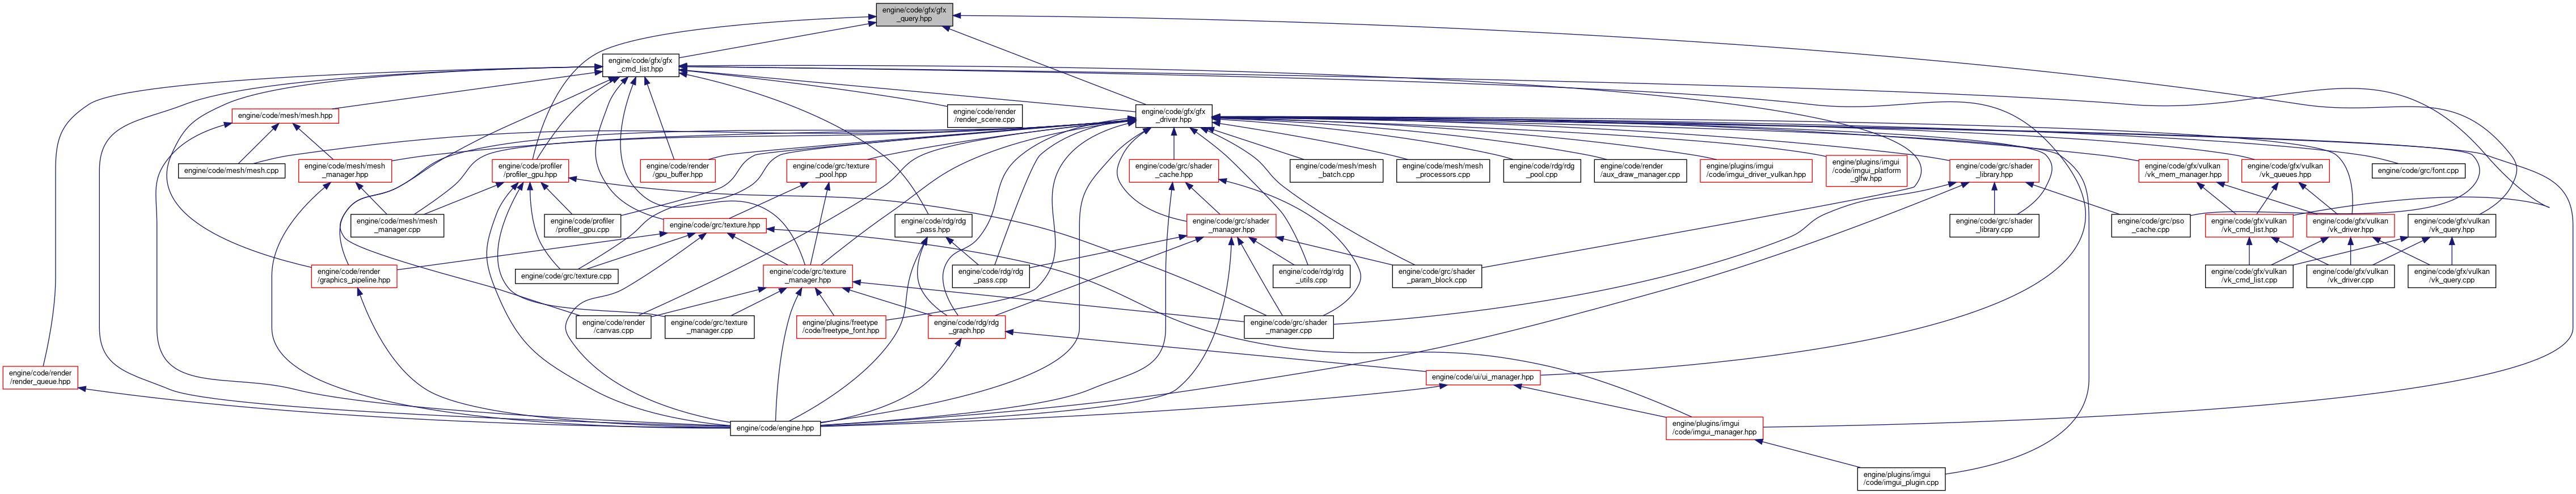 engine/code/gfx/gfx
_query.hpp
engine/code/gfx/gfx
_cmd_list.hpp
engine/code/mesh/mesh.hpp
engine/code/render
/render_scene.cpp
engine/code/gfx/gfx
_driver.hpp
engine/code/mesh/mesh.cpp
engine/code/mesh/mesh
_manager.hpp
engine/code/profiler
/profiler_gpu.hpp
engine/code/render
/gpu_buffer.hpp
engine/code/grc/texture
_pool.hpp
engine/code/grc/shader
_cache.hpp
engine/code/mesh/mesh
_batch.cpp
engine/code/mesh/mesh
_processors.cpp
engine/code/rdg/rdg
_pool.cpp
engine/code/render
/aux_draw_manager.cpp
engine/plugins/imgui
/code/imgui_driver_vulkan.hpp
engine/plugins/imgui
/code/imgui_platform
_glfw.hpp
engine/code/grc/shader
_library.hpp
engine/code/gfx/vulkan
/vk_mem_manager.hpp
engine/code/gfx/vulkan
/vk_queues.hpp
engine/code/grc/font.cpp
engine/code/mesh/mesh
_manager.cpp
engine/code/profiler
/profiler_gpu.cpp
engine/code/grc/texture.hpp
engine/code/rdg/rdg
_pass.hpp
engine/code/grc/shader
_manager.hpp
engine/code/grc/shader
_library.cpp
engine/code/grc/pso
_cache.cpp
engine/code/gfx/vulkan
/vk_cmd_list.hpp
engine/code/gfx/vulkan
/vk_driver.hpp
engine/code/gfx/vulkan
/vk_query.hpp
engine/code/render
/graphics_pipeline.hpp
engine/code/grc/texture.cpp
engine/code/grc/texture
_manager.hpp
engine/code/rdg/rdg
_pass.cpp
engine/code/rdg/rdg
_utils.cpp
engine/code/grc/shader
_param_block.cpp
engine/code/gfx/vulkan
/vk_cmd_list.cpp
engine/code/gfx/vulkan
/vk_driver.cpp
engine/code/gfx/vulkan
/vk_query.cpp
engine/code/render
/canvas.cpp
engine/code/grc/texture
_manager.cpp
engine/plugins/freetype
/code/freetype_font.hpp
engine/code/rdg/rdg
_graph.hpp
engine/code/grc/shader
_manager.cpp
engine/code/render
/render_queue.hpp
engine/code/ui/ui_manager.hpp
engine/code/engine.hpp
engine/plugins/imgui
/code/imgui_manager.hpp
engine/plugins/imgui
/code/imgui_plugin.cpp